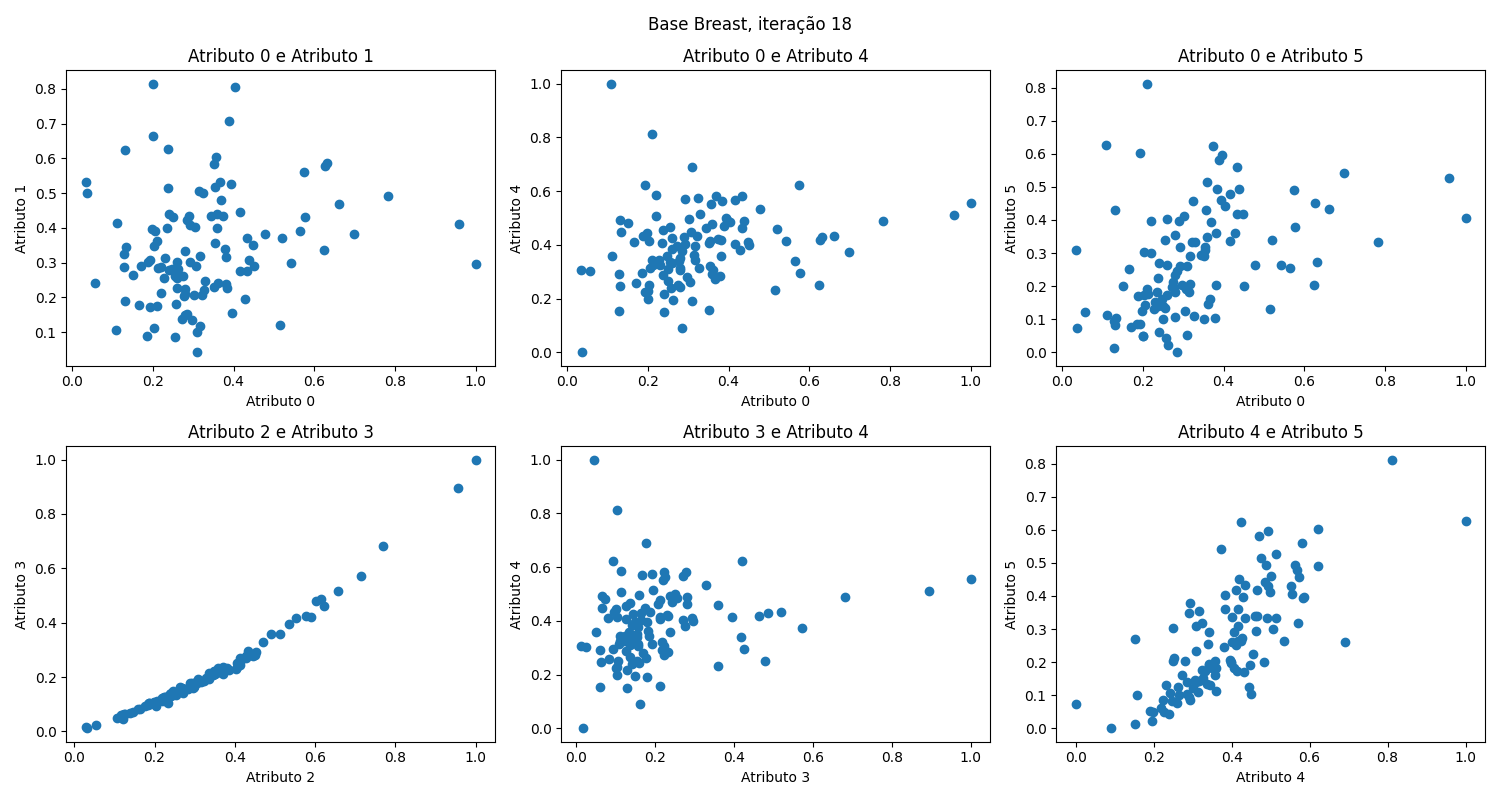 Base Breast, iteração 18
Atributo 0 e Atributo 1
Atributo 1
0.8
0.7
0.6
0.5
0.4
0.3
0.2
0.1
0.0 0.2 0.4 0.6 0.8 1.0
Atributo 0
Atributo 0 e Atributo 4
Atributo 4
1.0
0.8
0.6
0.4
0.2
0.0
0.0 0.2 0.4 0.6 0.8 1.0
Atributo 0
Atributo 0 e Atributo 5
Atributo 5
0.8
0.7
0.6
0.5
0.4
0.3
0.2
0.1
0.0
0.0 0.2 0.4 0.6 0.8 1.0
Atributo 0
Atributo 2 e Atributo 3
Atributo 3
1.0
0.8
0.6
0.4
0.2
0.0
0.0 0.2 0.4 0.6 0.8 1.0
Atributo 2
Atributo 3 e Atributo 4
Atributo 4
1.0
0.8
0.6
0.4
0.2
0.0
0.0 0.2 0.4 0.6 0.8 1.0
Atributo 3
Atributo 4 e Atributo 5
Atributo 5
0.8
0.7
0.6
0.5
0.4
0.3
0.2
0.1
0.0
0.0 0.2 0.4 0.6 0.8 1.0
Atributo 4